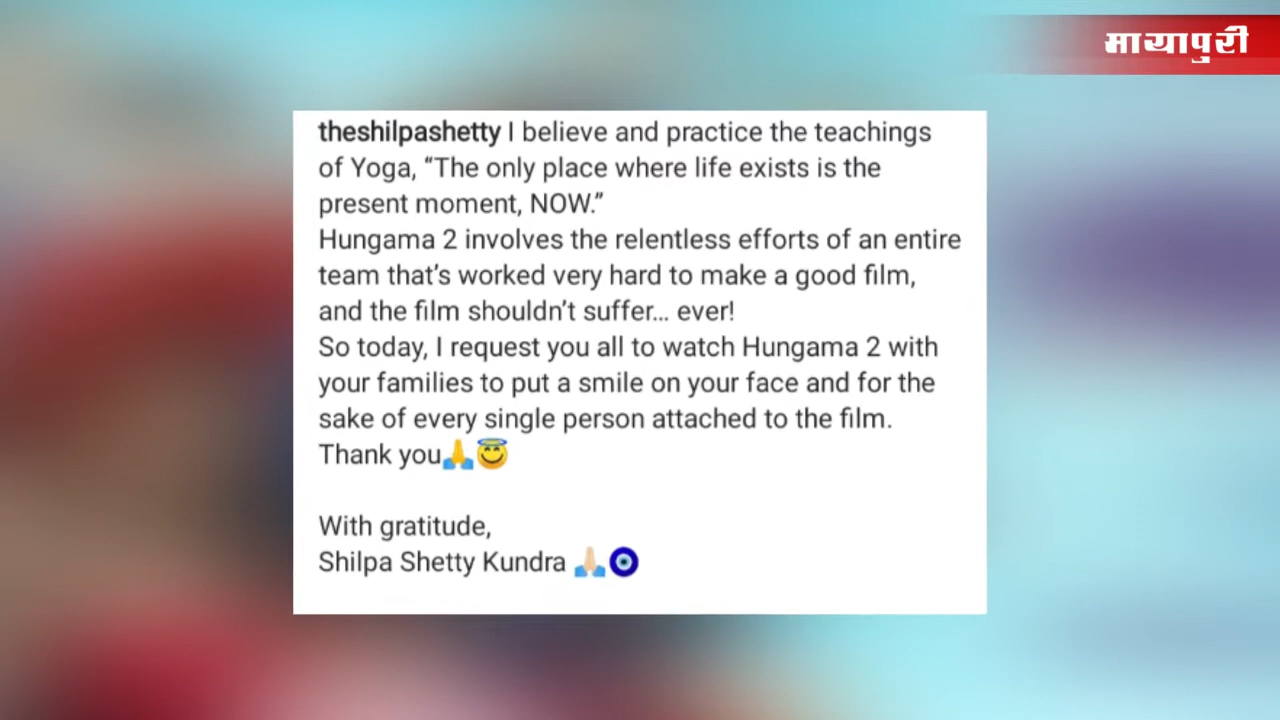 मायापुरी
theshilpashetty I believe and practice the teachings
of Yoga, “The only place where life exists is the
present moment, NOW.”
Hungama 2 involves the relentless efforts of an entire
team that’s worked very hard to make a good film,
and the film shouldn’t suffer... ever!
So today, I request you all to watch Hungama 2 with
your families to put a smile on your face and for the
sake of every single person attached to the film.
Thank you🙏😇
With gratitude,
Shilpa Shetty Kundra 🙏🏻🧿